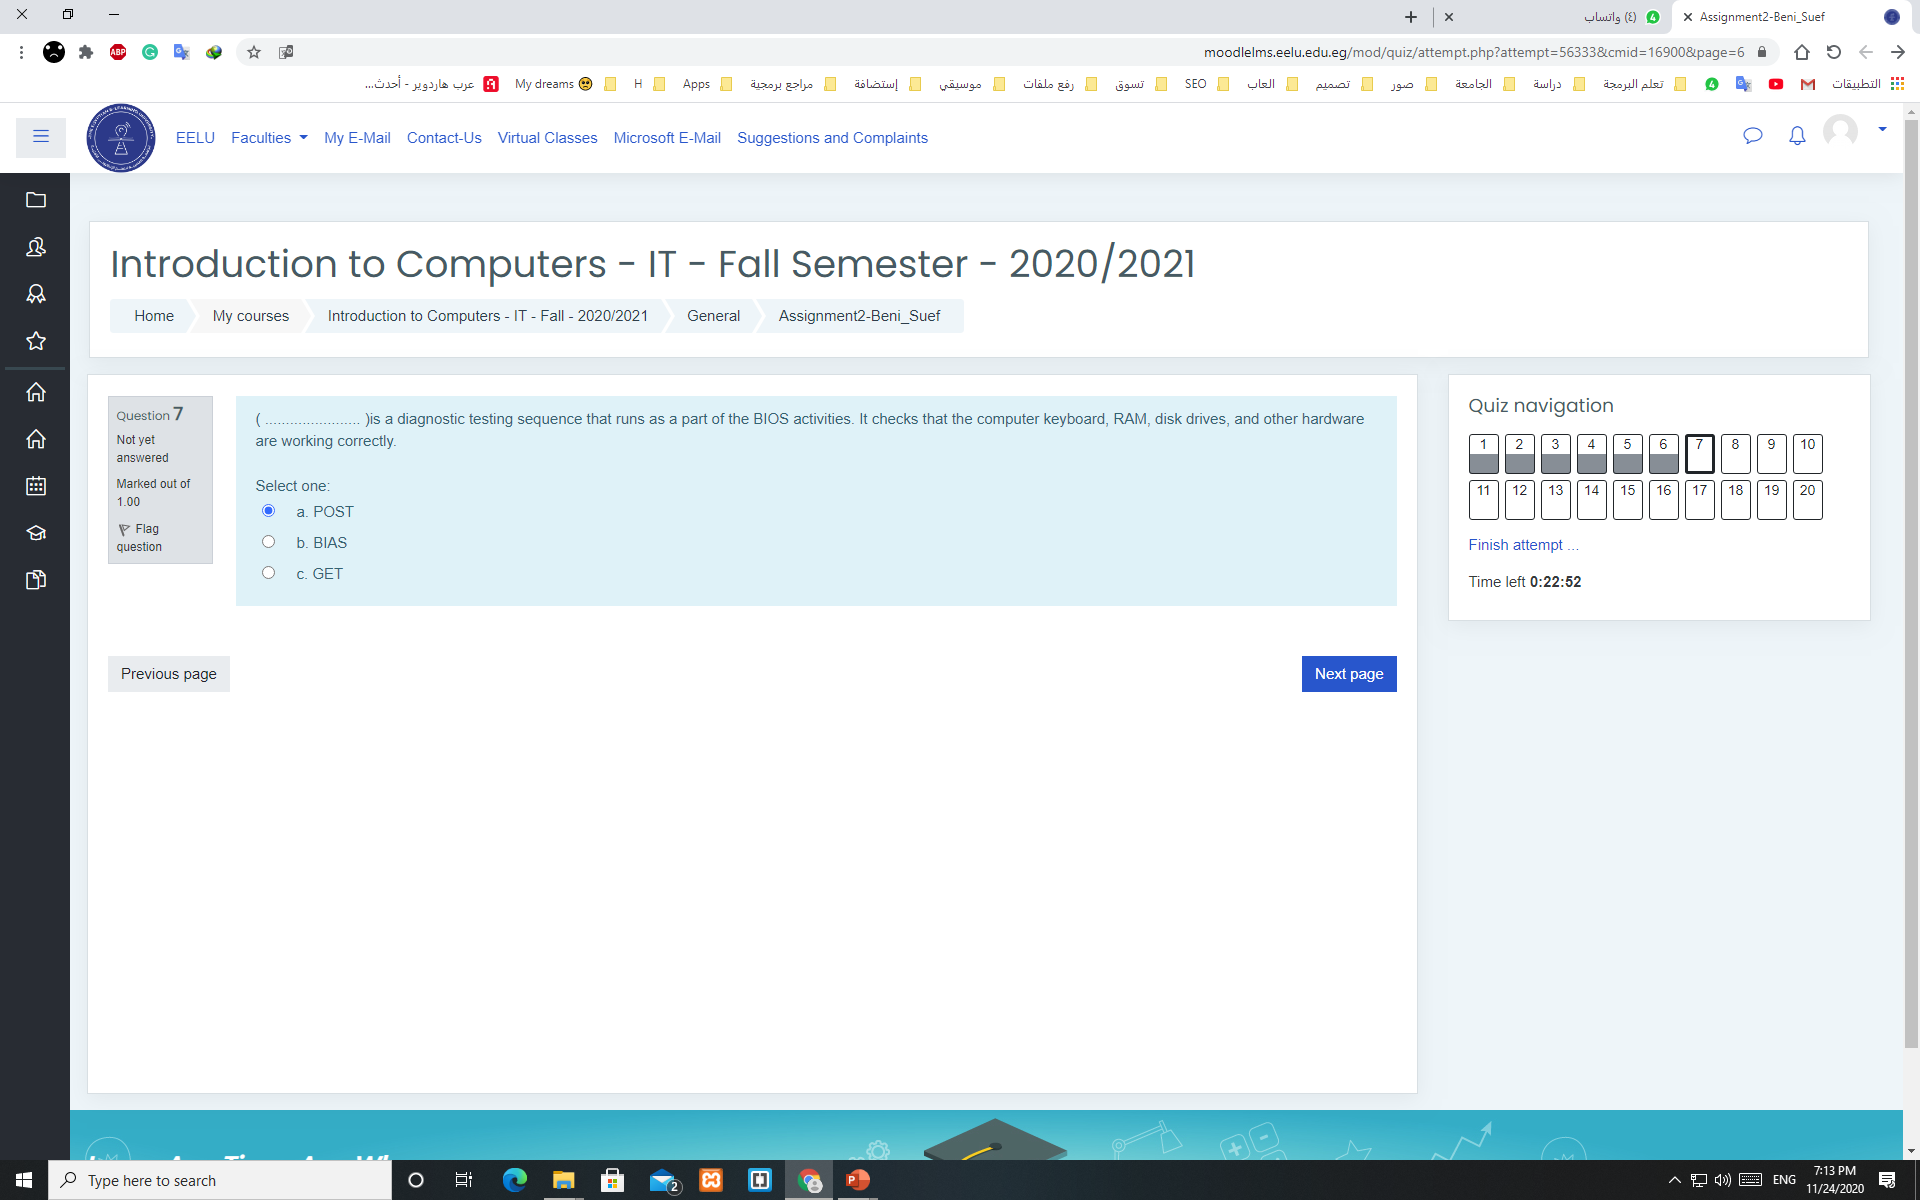 (٤) واتساب
Assignment2-Beni_Suef
ABP
moodlelms.eelu.edu.eg/mod/quiz/attempt.php?attempt=56333&cmid=16900&page=6
عرب هاردوير - أحدث...
My dreams
H
Apps
مراجع برمجية
إستضافة
موسيقي
رفع ملفات
تسوق
SEO
العاب
تصميم
صور
الجامعة
دراسة
تعلم البرمجة
التطبيقات
EELU
Faculties
My E-Mail
Contact-Us
Virtual Classes
Microsoft E-Mail
Suggestions and Complaints
Introduction to Computers - IT - Fall Semester - 2020/2021
Home
My courses
Introduction to Computers - IT - Fall - 2020/2021
General
Assignment2-Beni_Suef
Question 7
Not yet
answered
Marked out of
1.00
Flag
question
( ....................... )is a diagnostic testing sequence that runs as a part of the BIOS activities. It checks that the computer keyboard, RAM, disk drives, and other hardware
are working correctly.
Select one:
a. POST
b. BIAS
c. GET
Previous page
Next page
Quiz navigation
1 2 3 4 5 6 7 8 9 10
11 12 13 14 15 16 17 18 19 20
Finish attempt ...
Time left 0:22:52
Type here to search
2
ENG
7:13 PM
11/24/2020